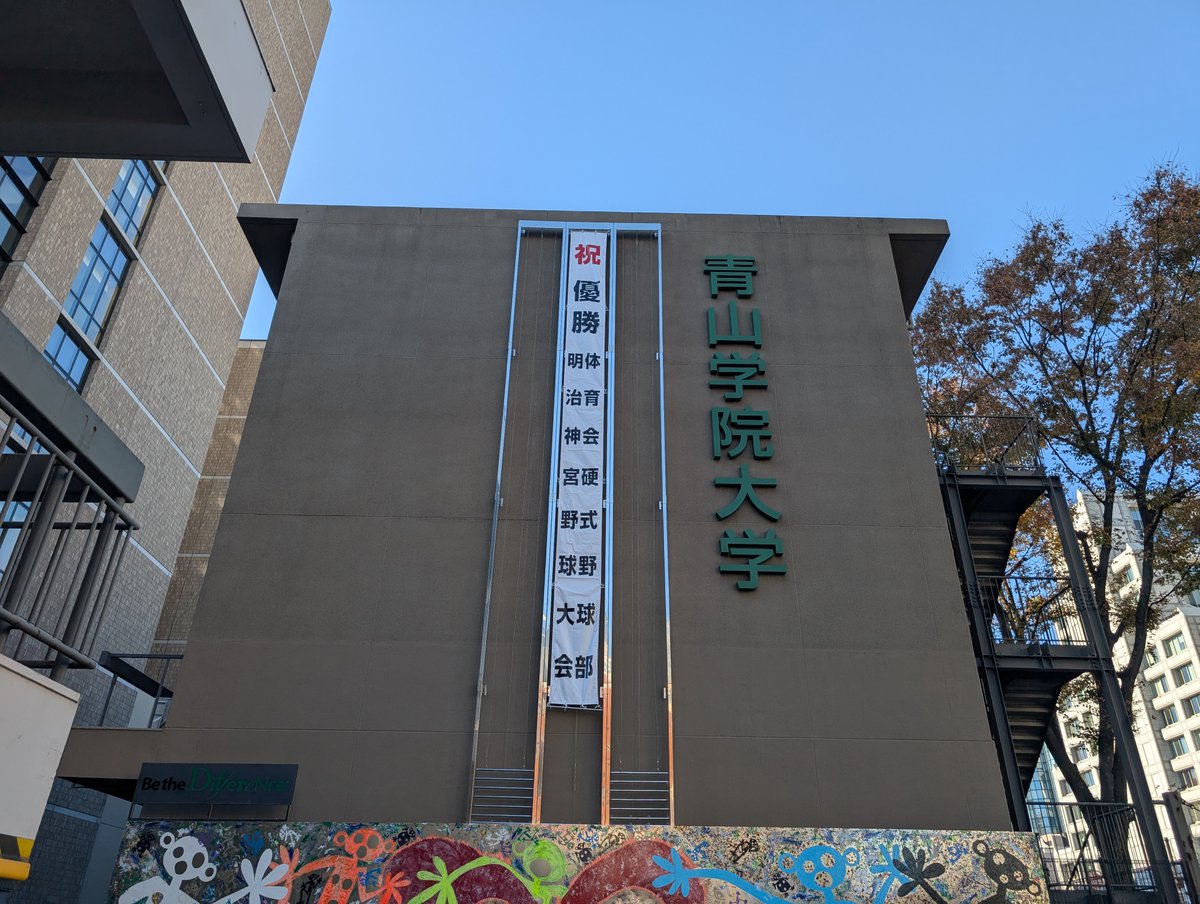 青山学院大学
祝
優勝
体育会硬式野球部
明治神宮野球大会
Be the Difference